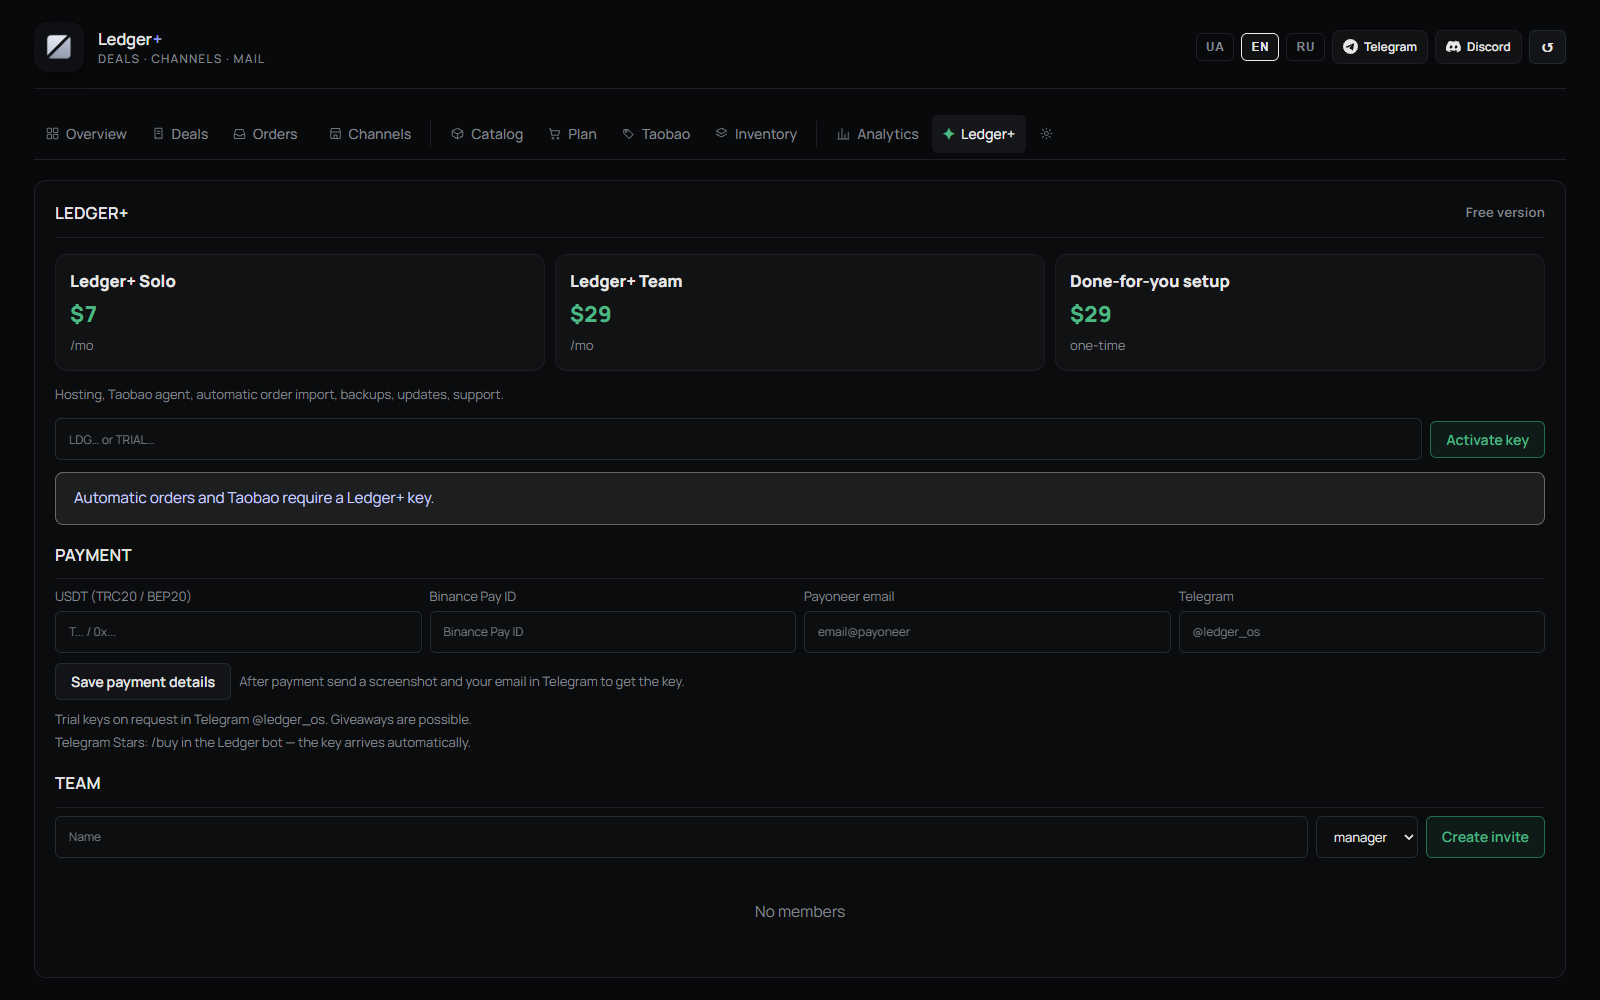 Ledger+
DEALS · CHANNELS · MAIL
UA
EN
RU
Telegram
Discord
Overview
Deals
Orders
Channels
Catalog
Plan
Taobao
Inventory
Analytics
Ledger+
LEDGER+
Free version
Ledger+ Solo
$7
/mo
Ledger+ Team
$29
/mo
Done-for-you setup
$29
one-time
Hosting, Taobao agent, automatic order import, backups, updates, support.
LDG... or TRIAL...
Activate key
Automatic orders and Taobao require a Ledger+ key.
PAYMENT
USDT (TRC20 / BEP20)
Binance Pay ID
Payoneer email
Telegram
T... / 0x...
Binance Pay ID
email@payoneer
@ledger_os
Save payment details
After payment send a screenshot and your email in Telegram to get the key.
Trial keys on request in Telegram @ledger_os. Giveaways are possible.
Telegram Stars: /buy in the Ledger bot — the key arrives automatically.
TEAM
Name
manager
Create invite
No members